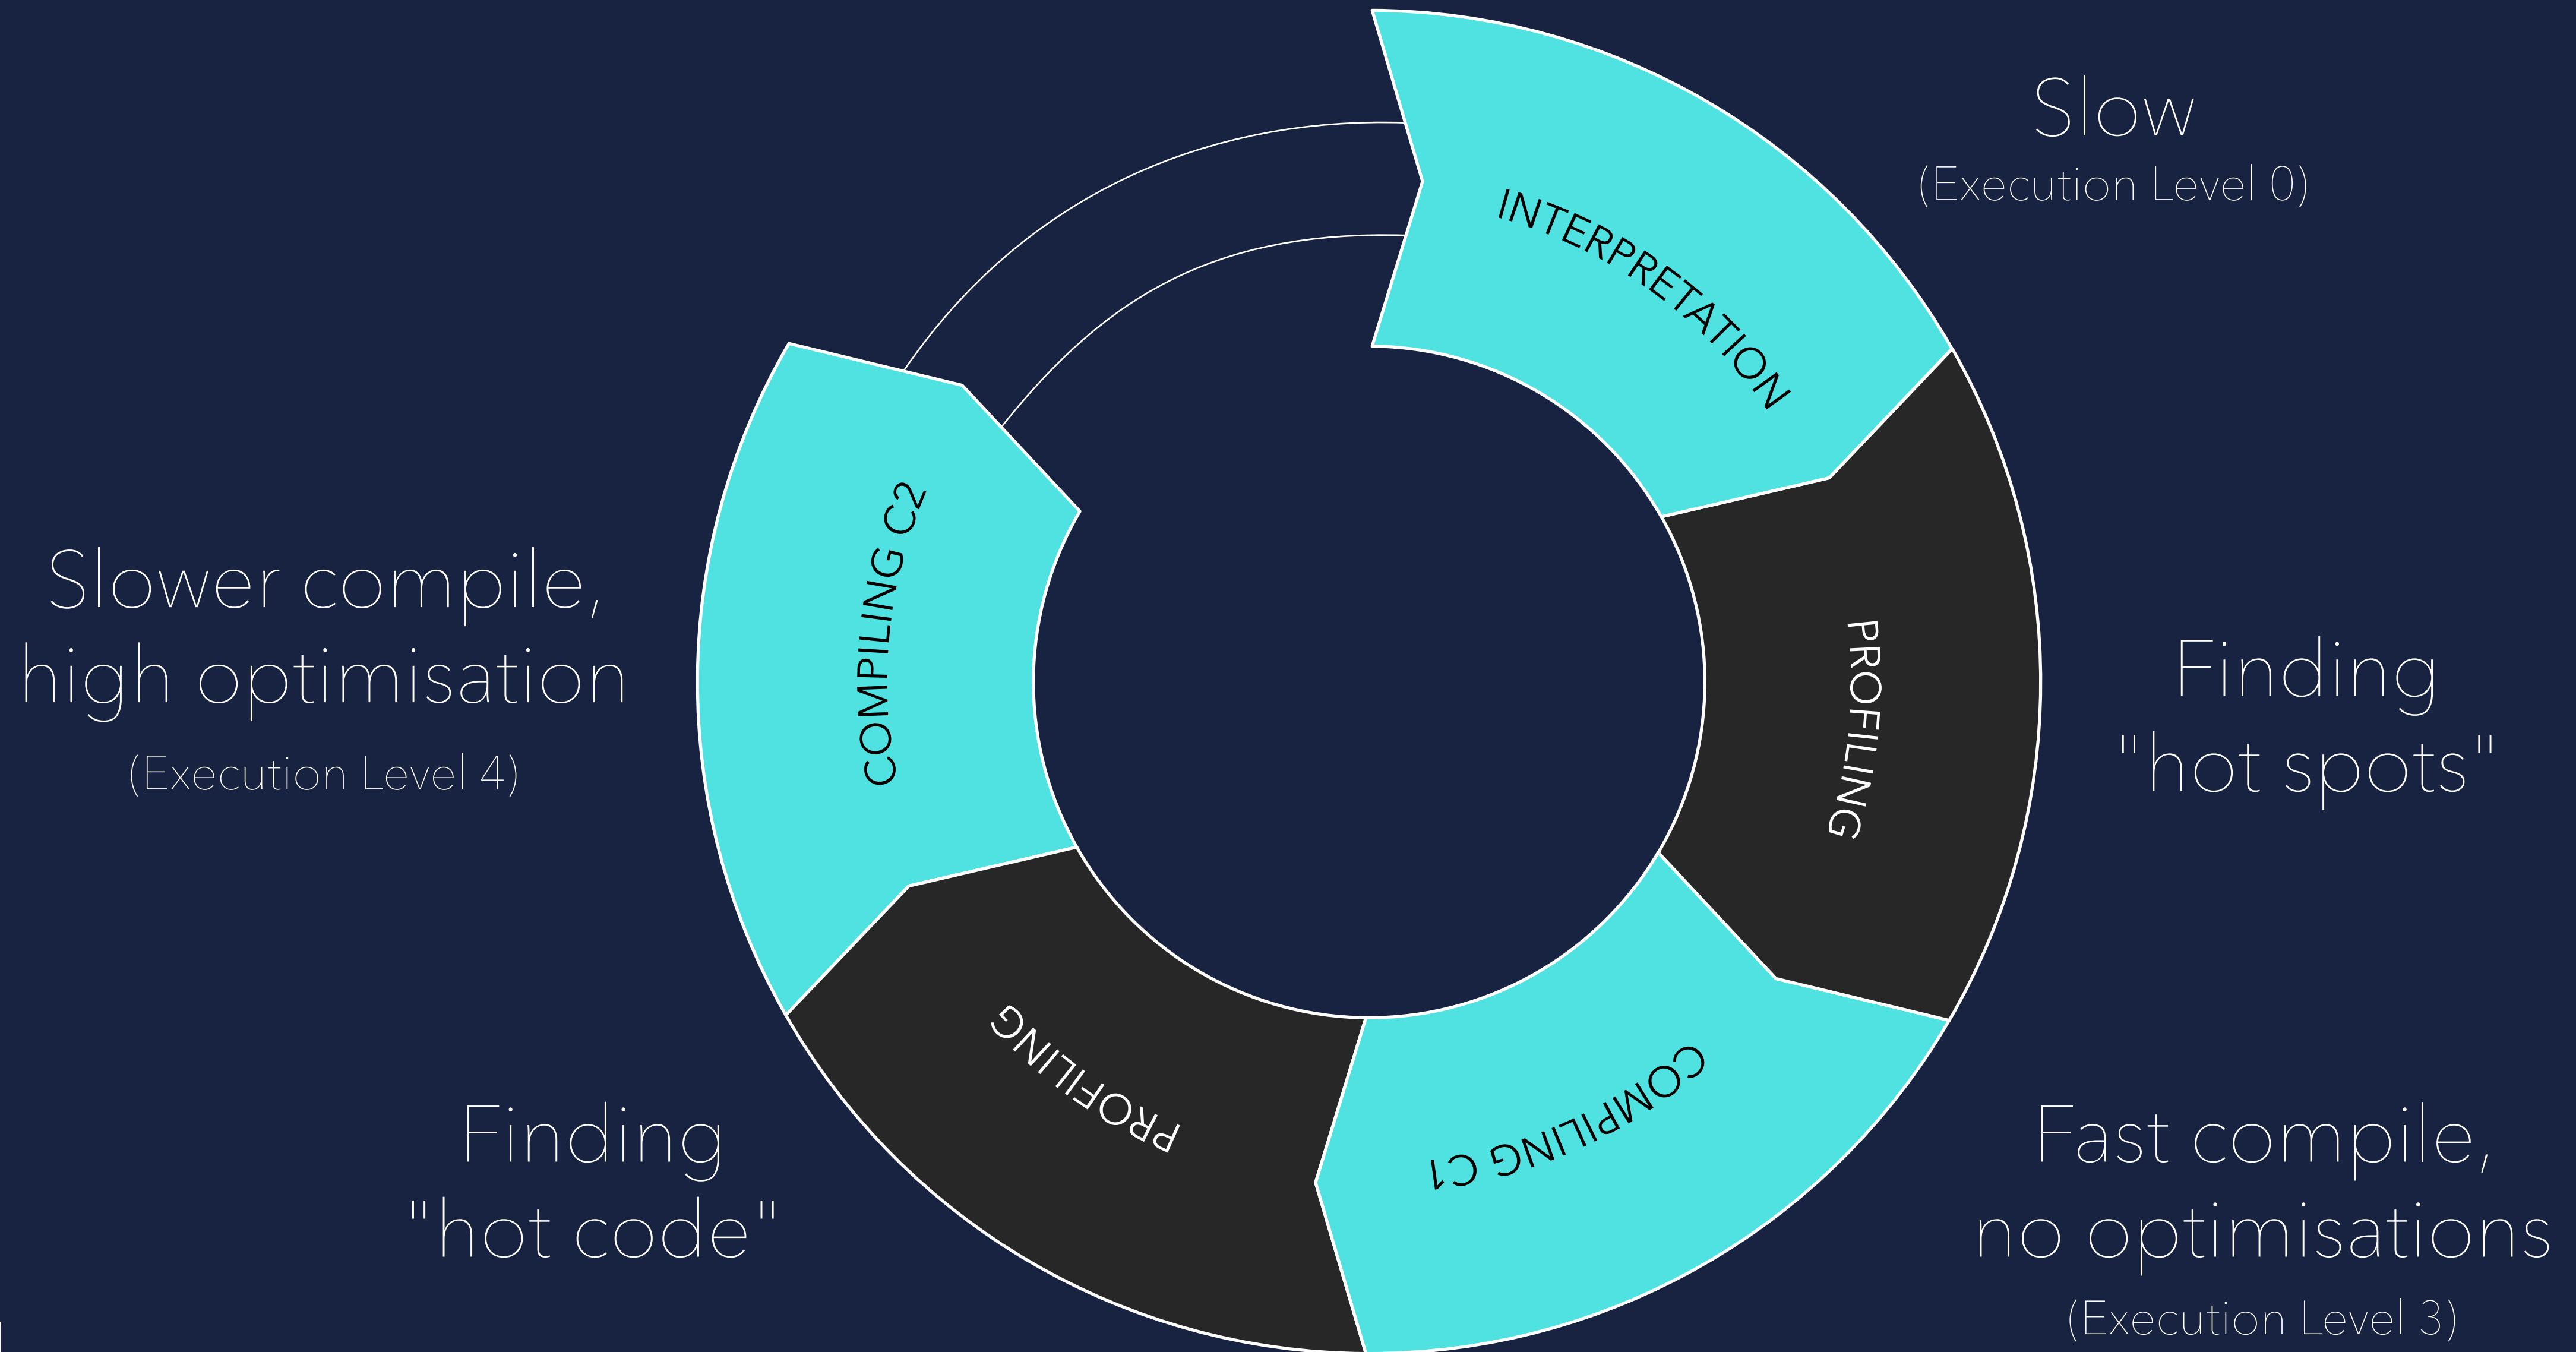 INTERPRETATION
Slow
(Execution Level 0)
PROFILING
Finding
"hot spots"
COMPILING C1
Fast compile,
no optimisations
(Execution Level 3)
PROFILING
Finding
"hot code"
COMPILING C2
Slower compile,
high optimisation
(Execution Level 4)